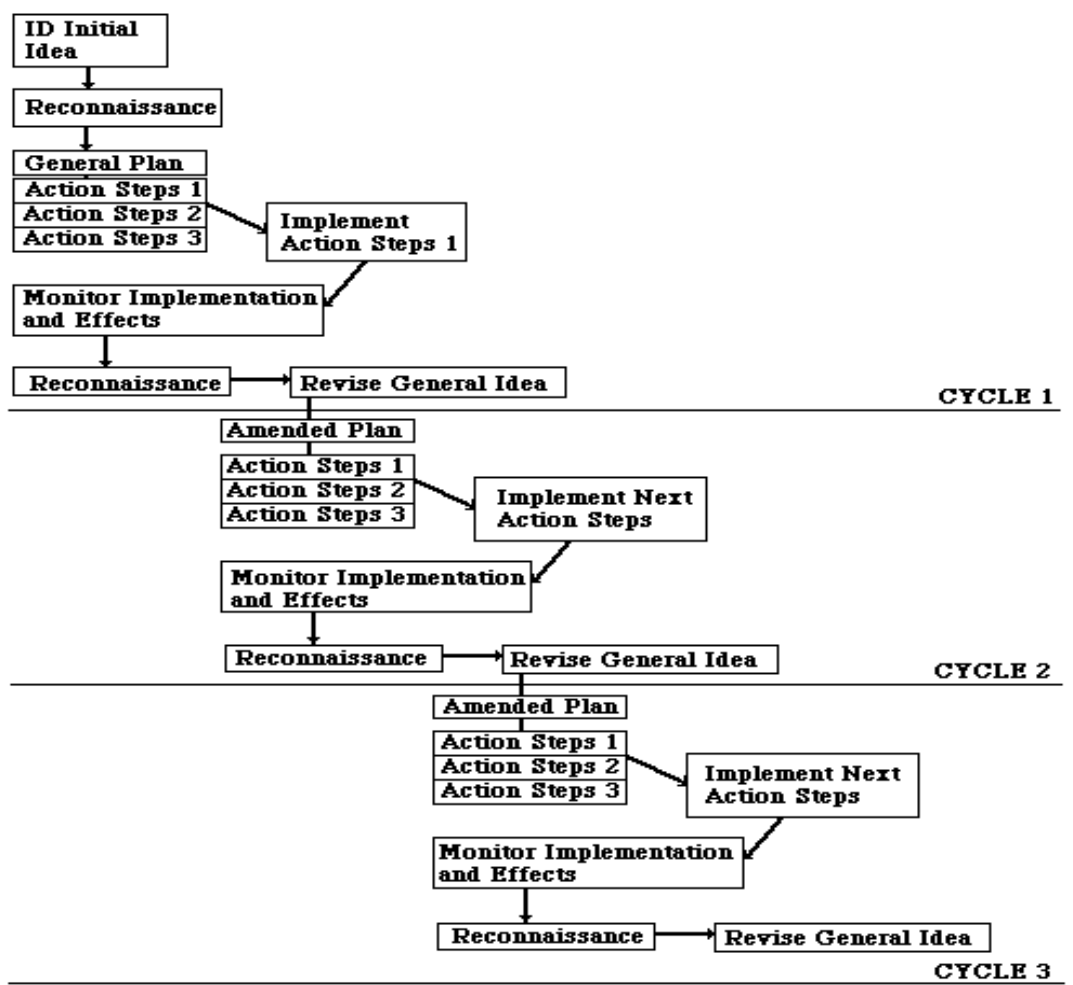 ID Initial
Idea
Reconnaissance
General Plan
Action Steps 1
Action Steps 2
Action Steps 3
Implement
Action Steps 1
Monitor Implementation
and Effects
Reconnaissance
Revise General Idea
CYCLE 1
Amended Plan
Action Steps 1
Action Steps 2
Action Steps 3
Implement Next
Action Steps
Monitor Implementation
and Effects
Reconnaissance
Revise General Idea
CYCLE 2
Amended Plan
Action Steps 1
Action Steps 2
Action Steps 3
Implement Next
Action Steps
Monitor Implementation
and Effects
Reconnaissance
Revise General Idea
CYCLE 3